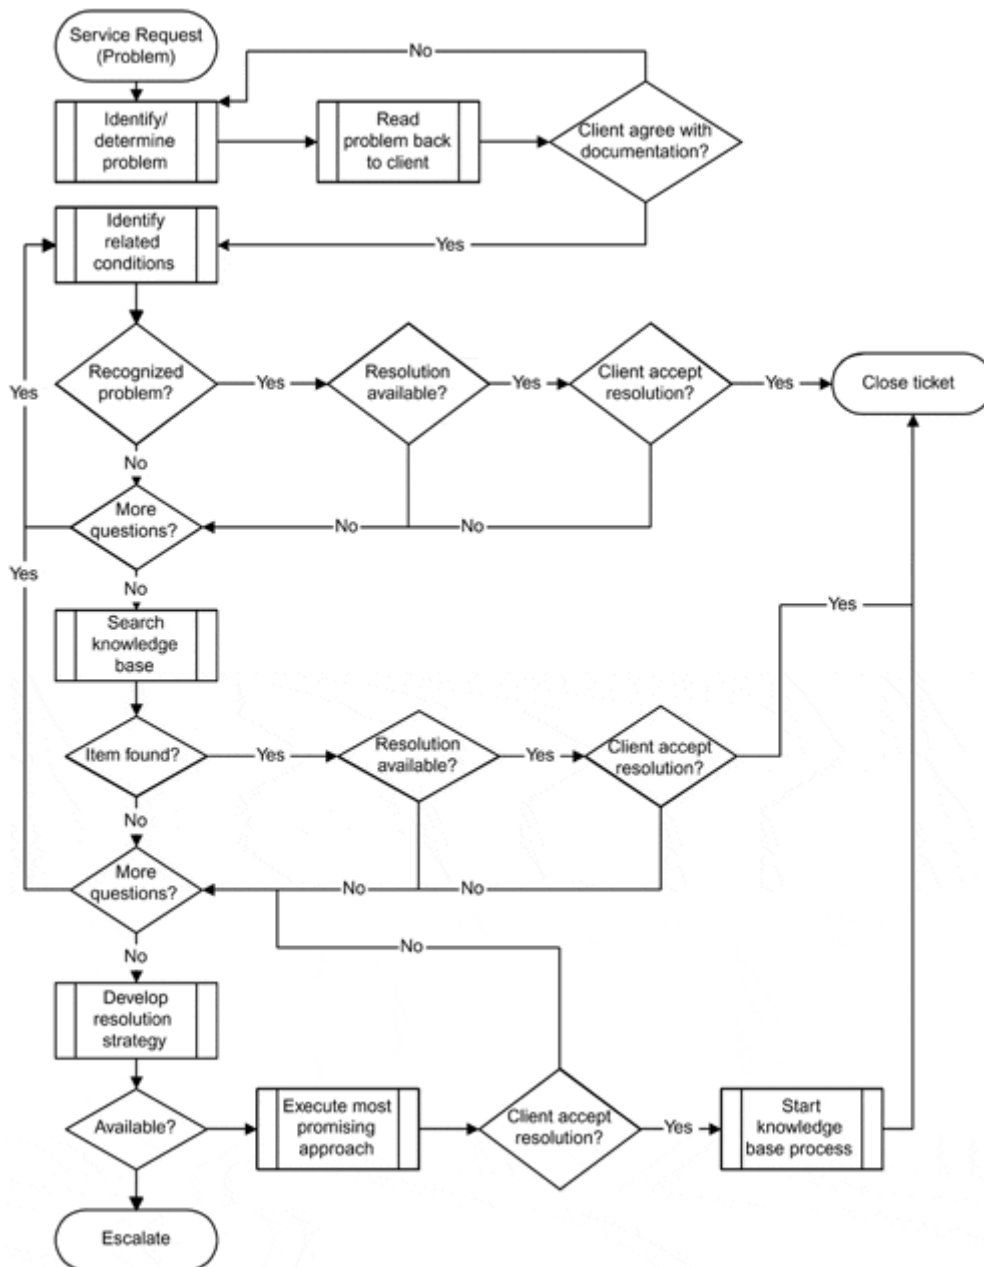 Service Request
(Problem)
No
Identify/
determine
problem
Read
problem back
to client
Client agree with
documentation?
Identify
related
conditions
Yes
Recognized
problem?
Yes
Resolution
available?
Yes
Client accept
resolution?
Yes
Close ticket
Yes
No
More
questions?
No
No
Yes
No
Search
knowledge
base
Yes
Item found?
Yes
Resolution
available?
Yes
Client accept
resolution?
No
More
questions?
No
No
No
No
Develop
resolution
strategy
Available?
Execute most
promising
approach
Client accept
resolution?
Yes
Start
knowledge
base process
Escalate